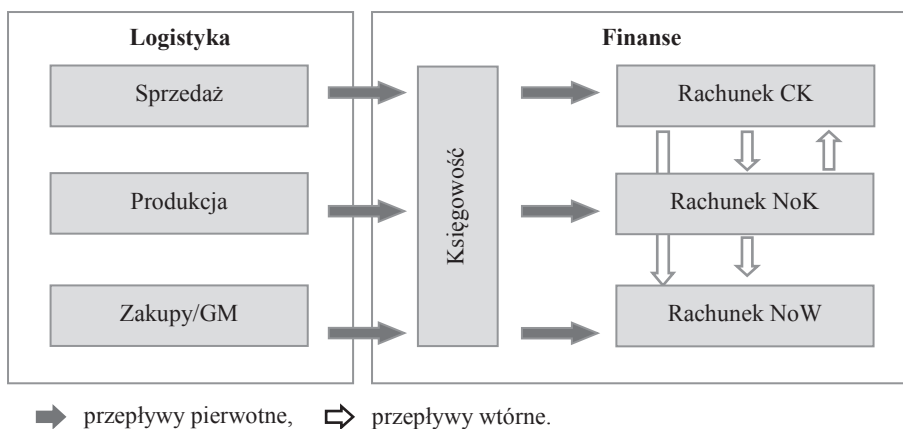 Logistyka
Finanse
Sprzedaż
Produkcja
Zakupy/GM
Księgowość
Rachunek CK
Rachunek NoK
Rachunek NoW
przepływy pierwotne,
przepływy wtórne.